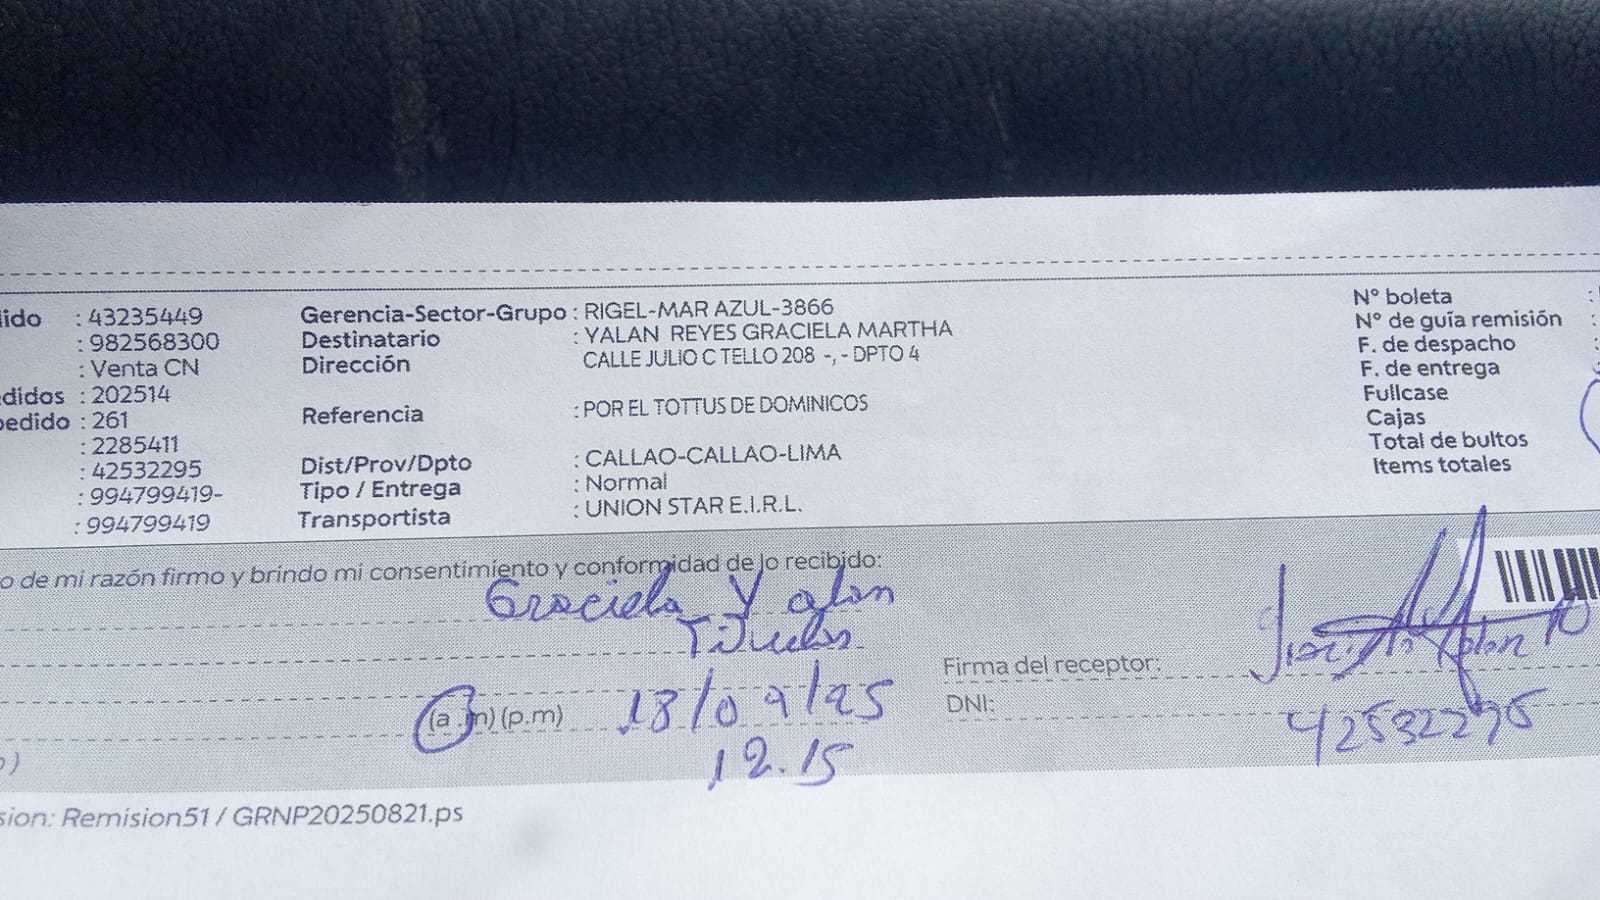 ido : 43235449 Gerencia-Sector-Grupo : RIGEL-MAR AZUL-3866 N° boleta :
: 982568300 Destinatario : YALAN REYES GRACIELA MARTHA N° de guía remisión :
: Venta CN Dirección CALLE JULIO C TELLO 208 -, - DPTO 4 F. de despacho :
didos : 202514 F. de entrega
pedido : 261 Referencia : POR EL TOTTUS DE DOMINICOS Fullcase
: 2285411 Cajas
: 42532295 Dist/Prov/Dpto : CALLAO-CALLAO-LIMA Total de bultos
: 994799419- Tipo / Entrega : Normal Items totales
: 994799419 Transportista : UNION STAR E.I.R.L.
o de mi razón firmo y brindo mi consentimiento y conformidad de lo recibido:
Graciela Yalan
Firma del receptor:
(a .m) (p.m) 18/09/25 DNI: 42532295
12.15
sion: Remision51 / GRNP20250821.ps